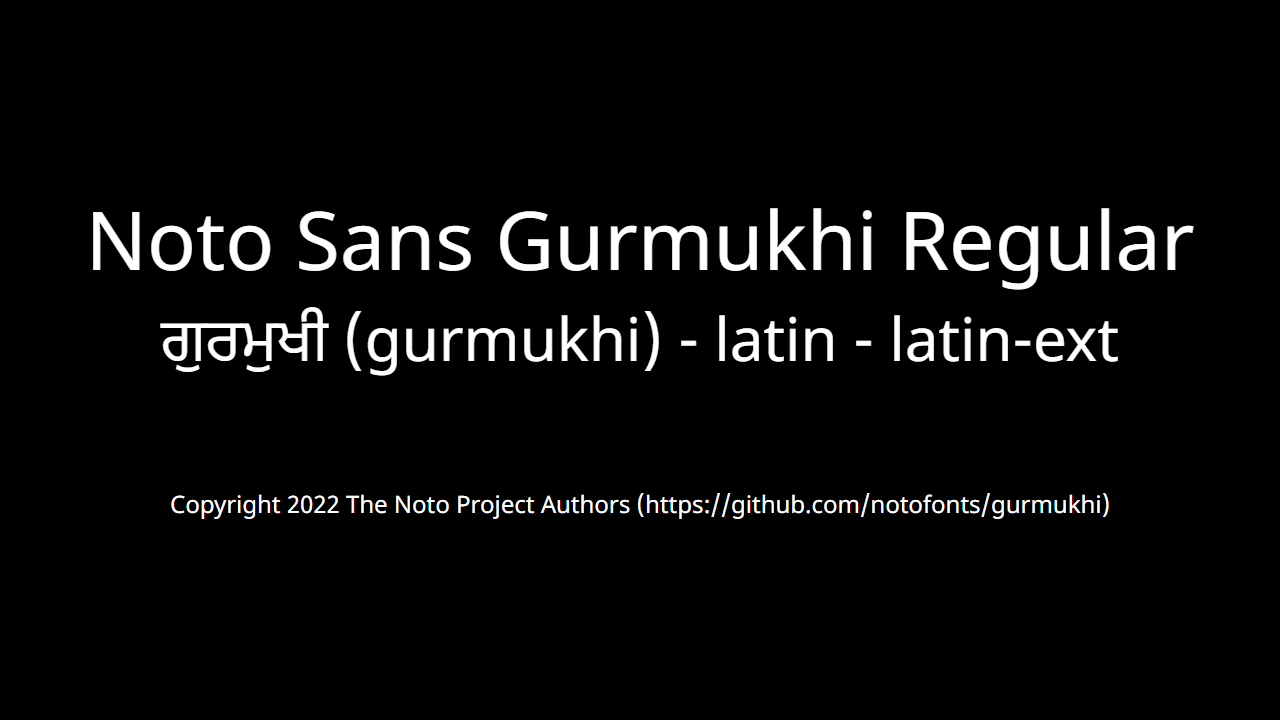 Noto Sans Gurmukhi Regular
ਗੁਰਮੁਖੀ (gurmukhi) - latin - latin-ext
Copyright 2022 The Noto Project Authors (https://github.com/notofonts/gurmukhi)